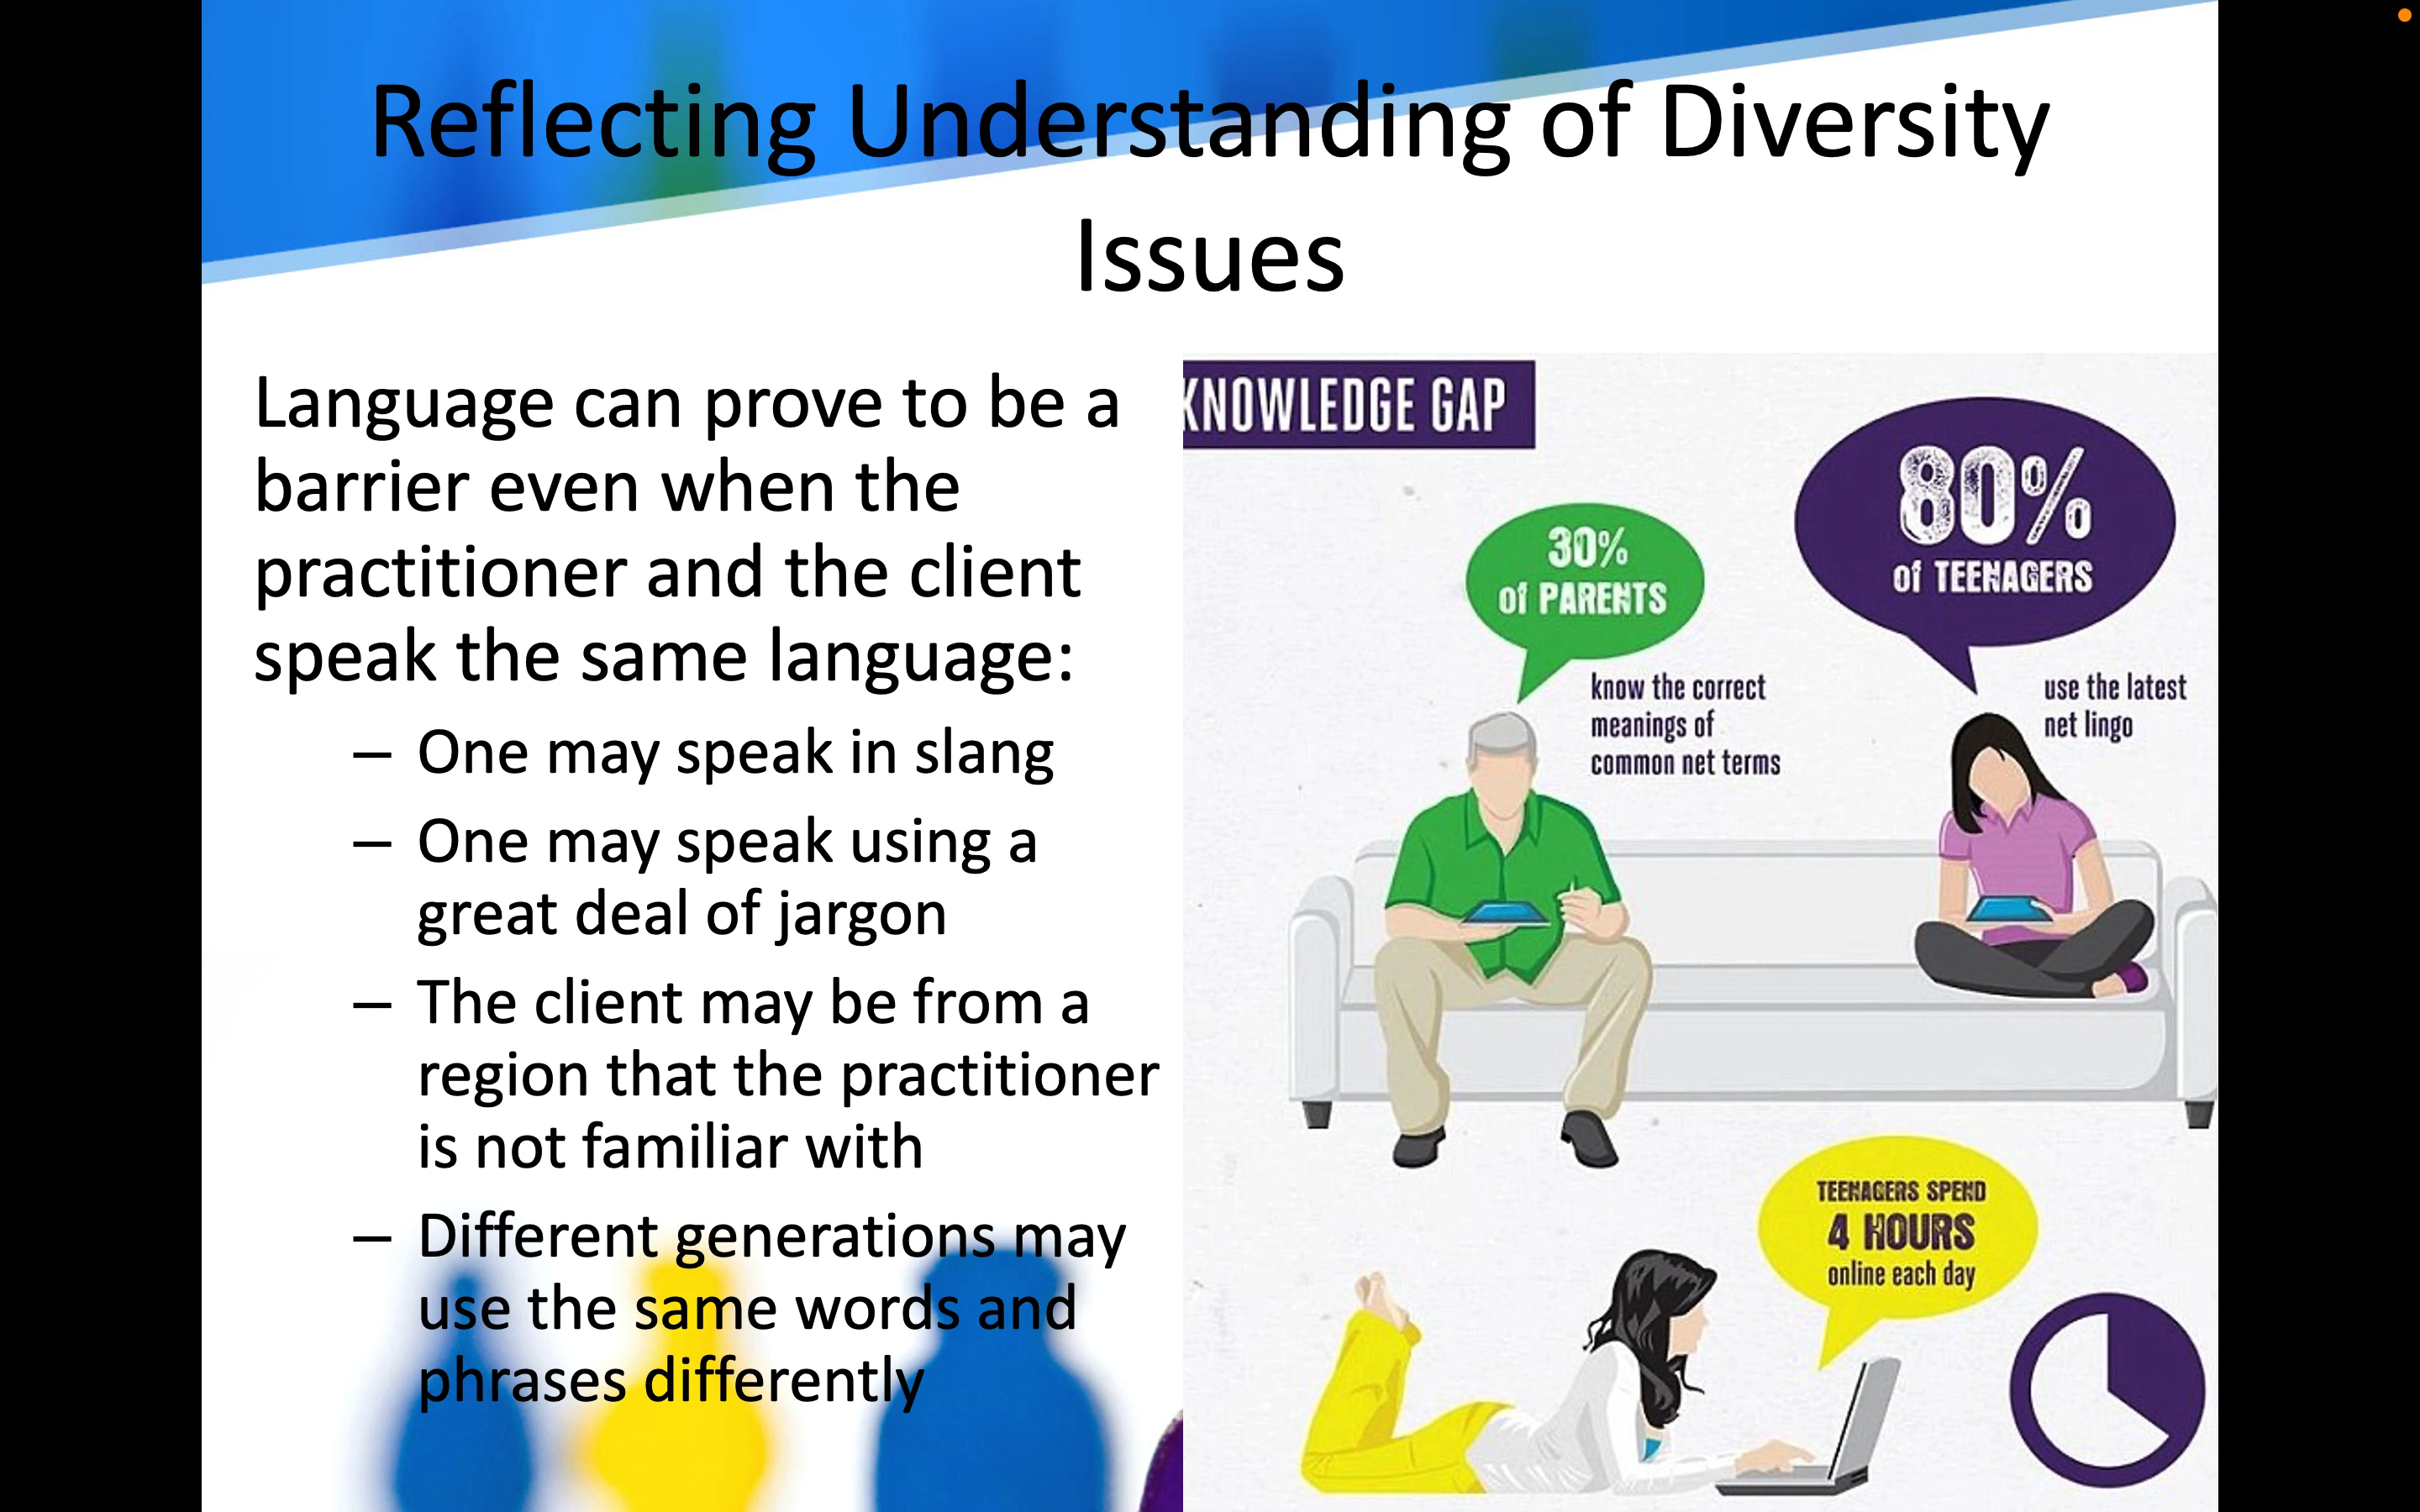 Reflecting Understanding of Diversity
Issues
Language can prove to be a
barrier even when the
practitioner and the client
speak the same language:
– One may speak in slang
– One may speak using a
great deal of jargon
– The client may be from a
region that the practitioner
is not familiar with
– Different generations may
use the same words and
phrases differently
KNOWLEDGE GAP
30%
of PARENTS
know the correct
meanings of
common net terms
80%
of TEENAGERS
use the latest
net lingo
TEENAGERS SPEND
4 HOURS
online each day